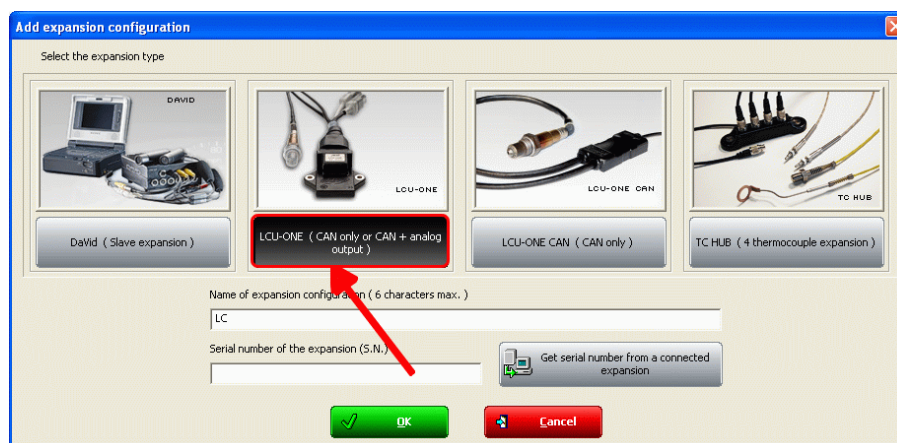 Add expansion configuration
Select the expansion type
DAVID
LCU-ONE
LCU-ONE CAN
TC HUB
DaVid ( Slave expansion )
LCU-ONE ( CAN only or CAN + analog
output )
LCU-ONE CAN ( CAN only )
TC HUB ( 4 thermocouple expansion )
Name of expansion configuration ( 6 characters max. )
LC
Serial number of the expansion (S.N.)
Get serial number from a connected
expansion
OK
Cancel